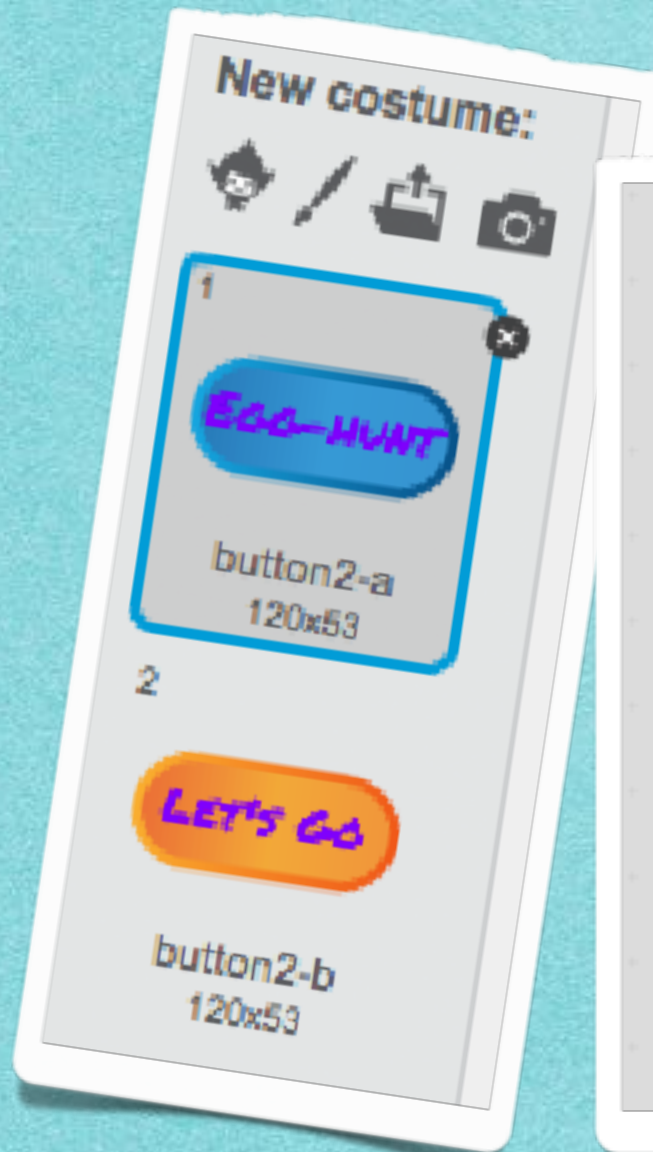 New costume:
1
EGG-HUNT
button2-a
120x53
2
LET'S GO
button2-b
120x53